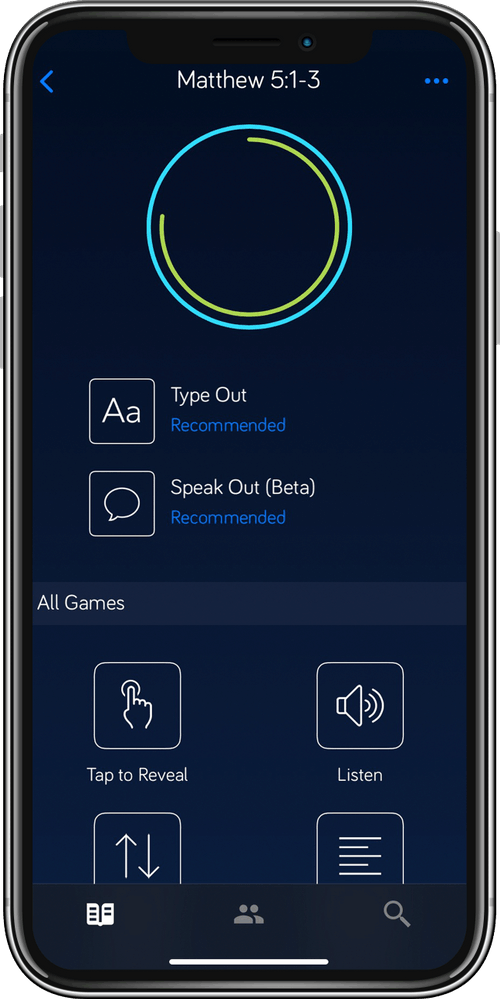 Matthew 5:1-3
Aa
Type Out
Recommended
Speak Out (Beta)
Recommended
All Games
Tap to Reveal
Listen